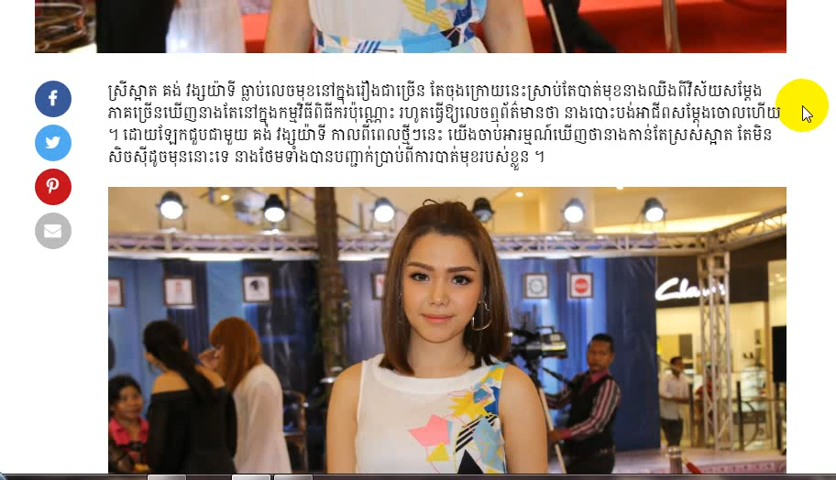 ស្រីស្អាត គង់ វង្សយ៉ាទី ធ្លាប់លេចមុខនៅក្នុងរឿងជាច្រើន តែចុងក្រោយនេះស្រាប់តែបាត់មុខនាងឈឹងពីវិស័យសម្តែង
ភាគច្រើនឃើញនាងតែនៅក្នុងកម្មវិធីពិធីករប៉ុណ្ណោះ រហូតធ្វើឱ្យលេចឮព័ត៌មានថា នាងបោះបង់អាជីពសម្តែងចោលហើយ
។ ដោយឡែកជួបជាមួយ គង់ វង្សយ៉ាទី កាលពីពេលថ្មីៗនេះ យើងចាប់អារម្មណ៍ឃើញថានាងកាន់តែស្រស់ស្អាត តែមិន
សិចស៊ីដូចមុននោះទេ នាងថែមទាំងបានបញ្ជាក់ប្រាប់ពីការបាត់មុខរបស់ខ្លួន ។